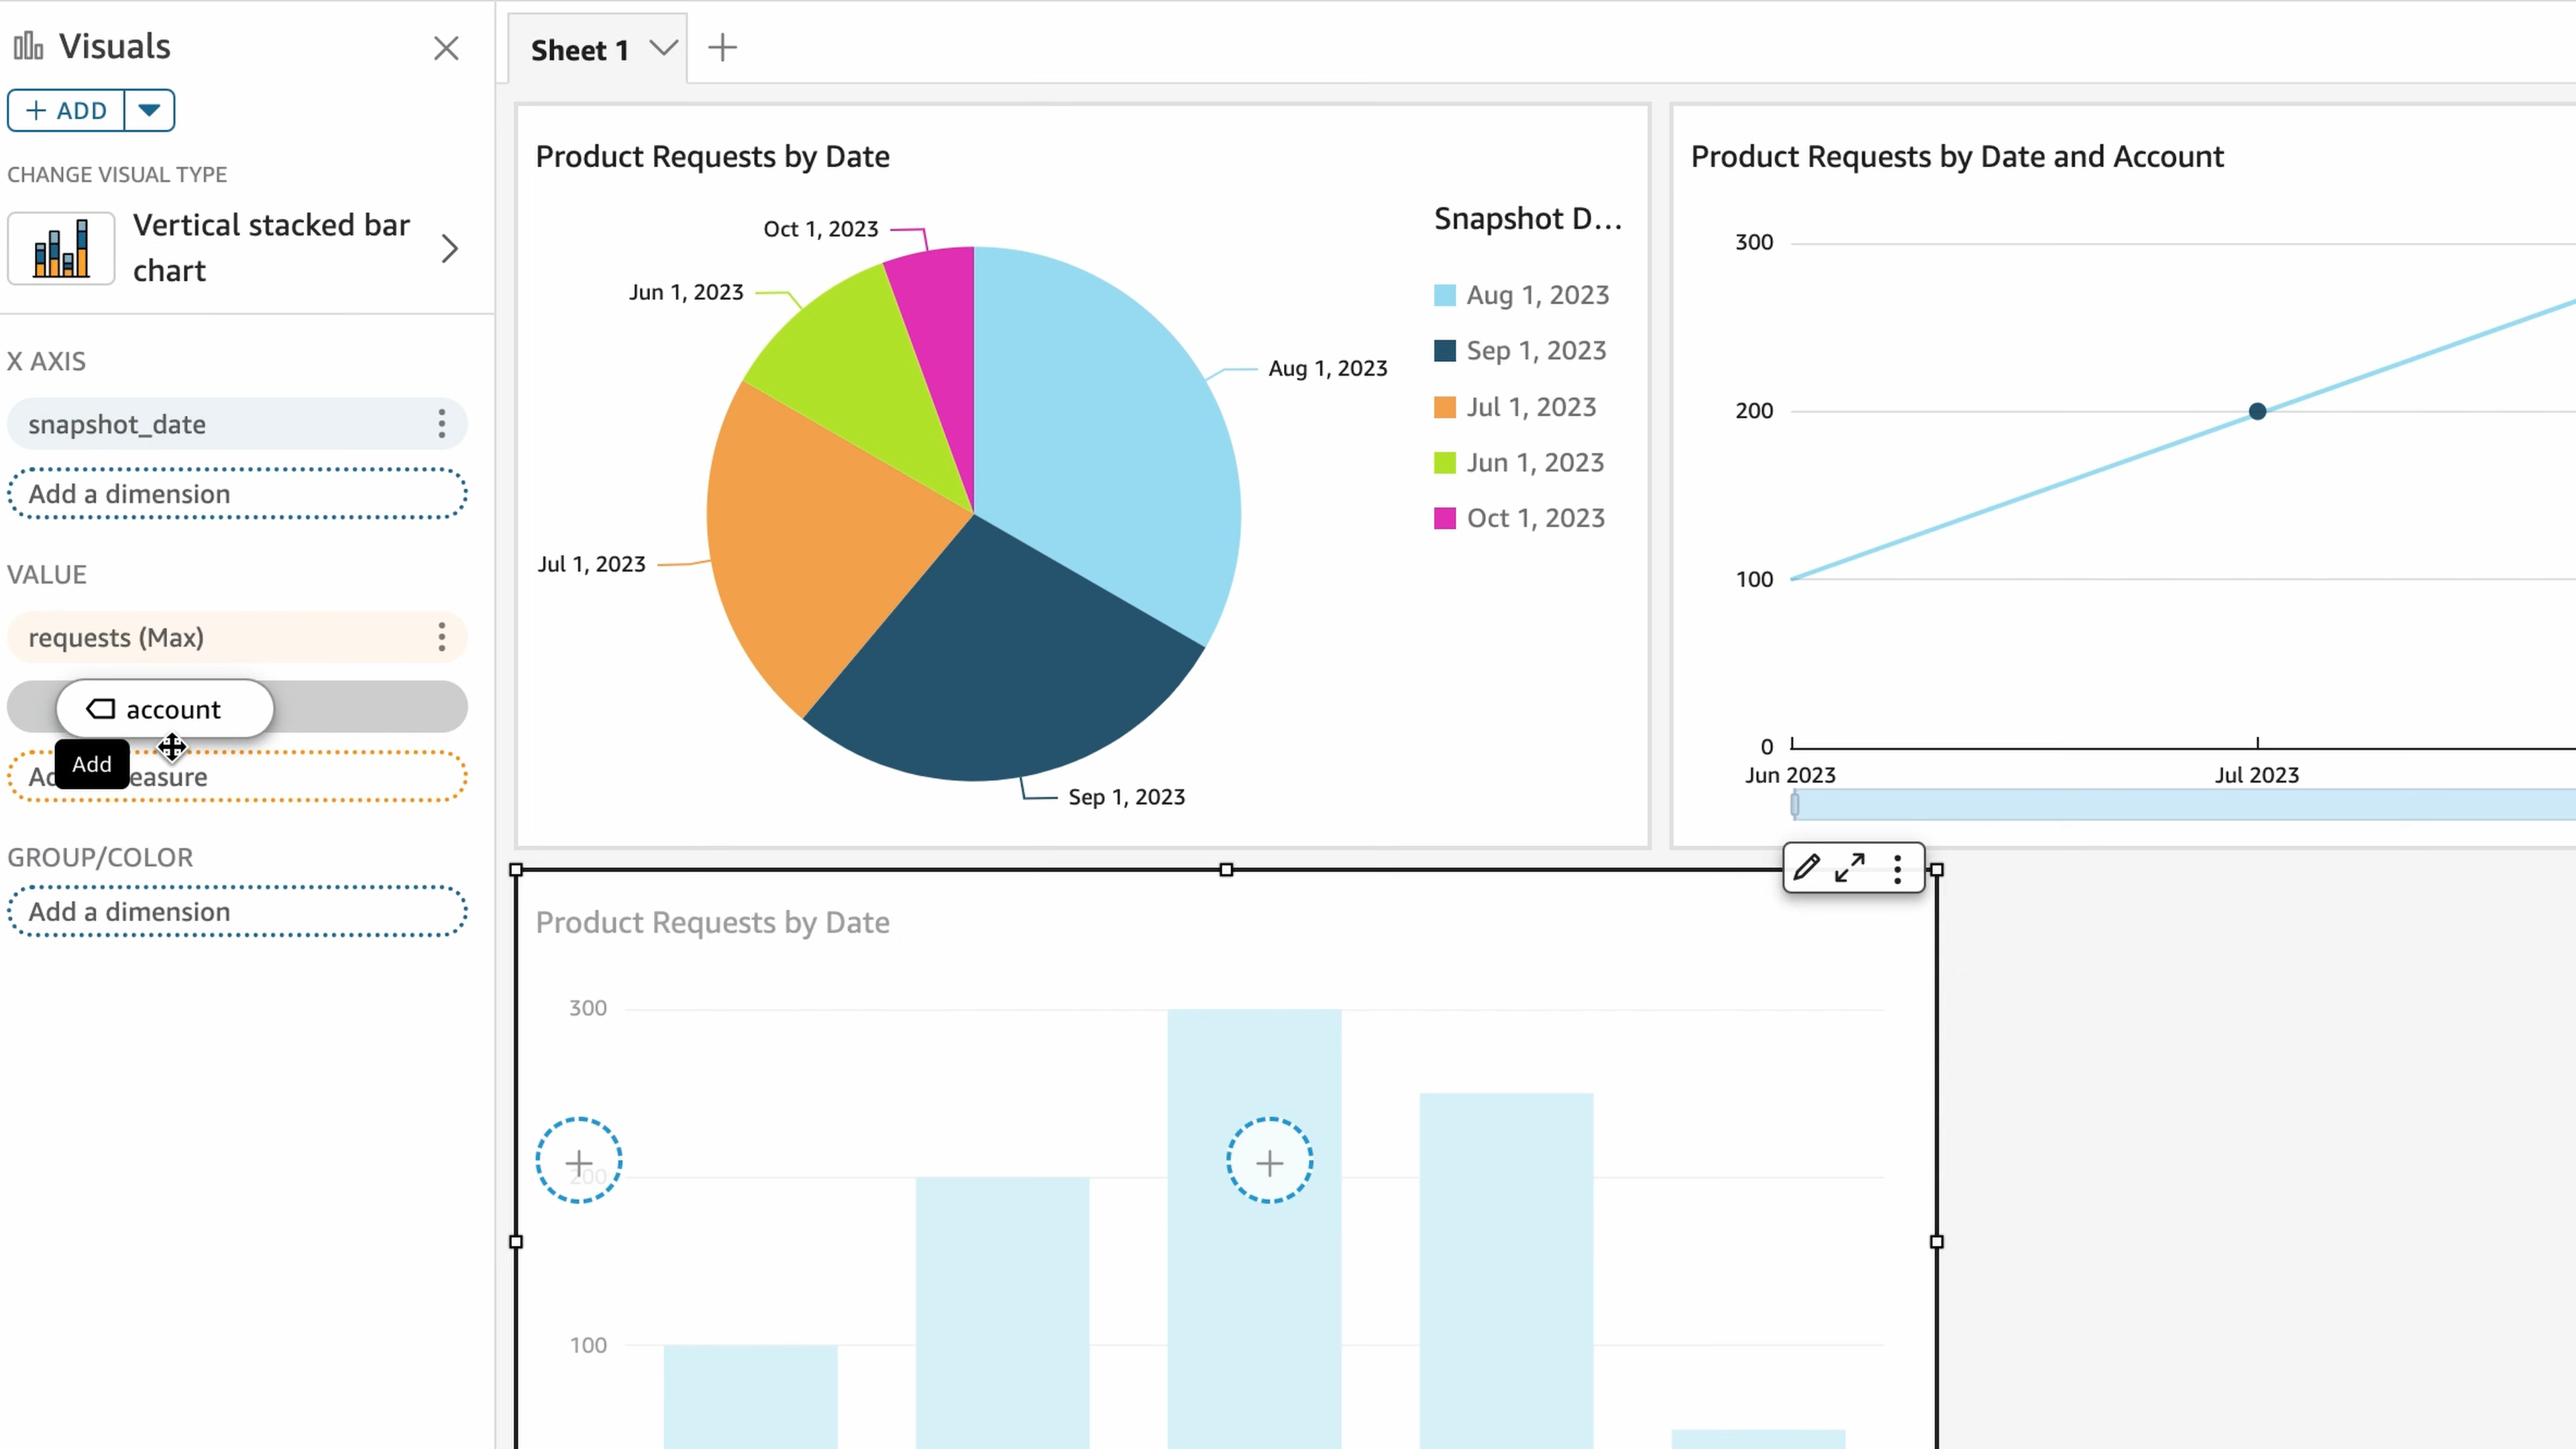 Visuals
+ ADD
CHANGE VISUAL TYPE
Vertical stacked bar
chart
X AXIS
snapshot_date
Add a dimension
VALUE
requests (Max)
account
Add
easure
GROUP/COLOR
Add a dimension
Sheet 1
Product Requests by Date
Oct 1, 2023
Jun 1, 2023
Aug 1, 2023
Jul 1, 2023
Sep 1, 2023
Snapshot D...
Aug 1, 2023
Sep 1, 2023
Jul 1, 2023
Jun 1, 2023
Oct 1, 2023
Product Requests by Date and Account
300
200
100
0
Jun 2023
Jul 2023
Product Requests by Date
300
200
100